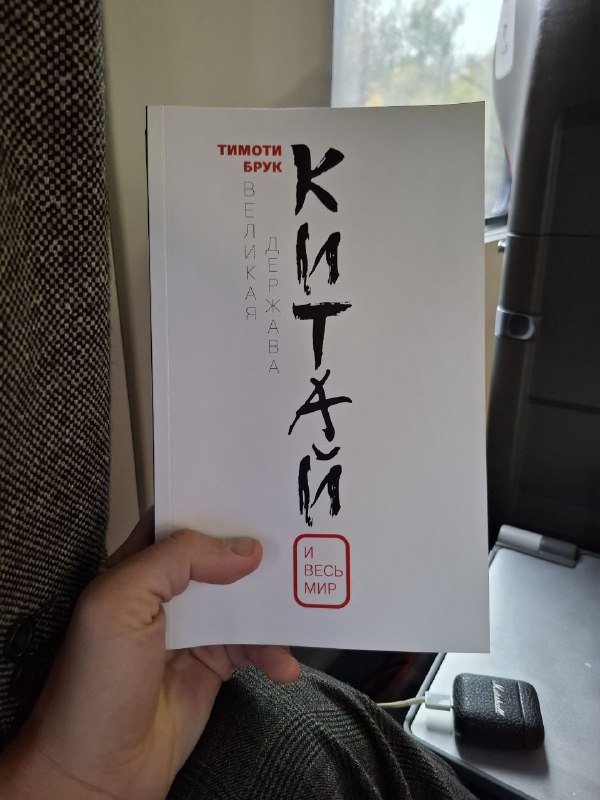 ТИМОТИ
БРУК
ВЕЛИКАЯ
ДЕРЖАВА
КИТАЙ
И
ВЕСЬ
МИР
Marshall